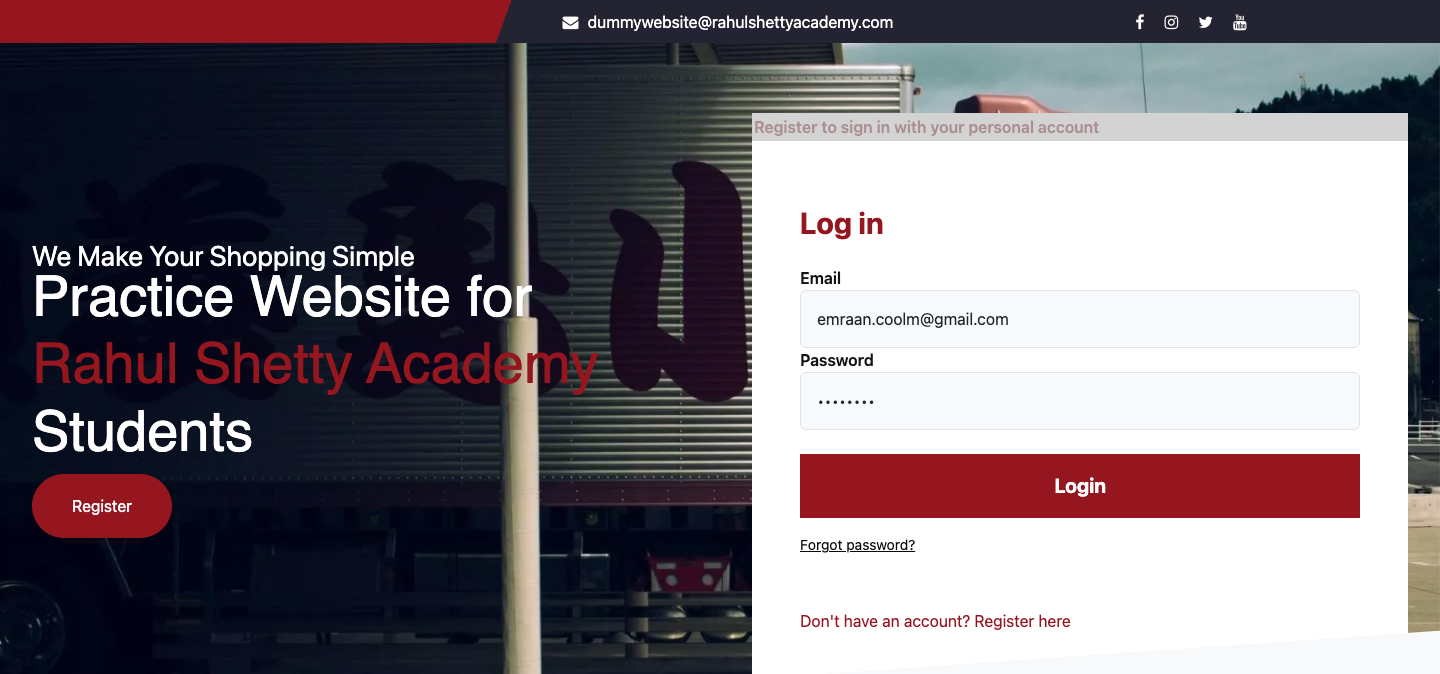 dummywebsite@rahulshettyacademy.com
Register to sign in with your personal account
We Make Your Shopping Simple
Practice Website for
Rahul Shetty Academy
Students
Register
Log in
Email
emraan.coolm@gmail.com
Password
••••••••
Login
Forgot password?
Don't have an account? Register here